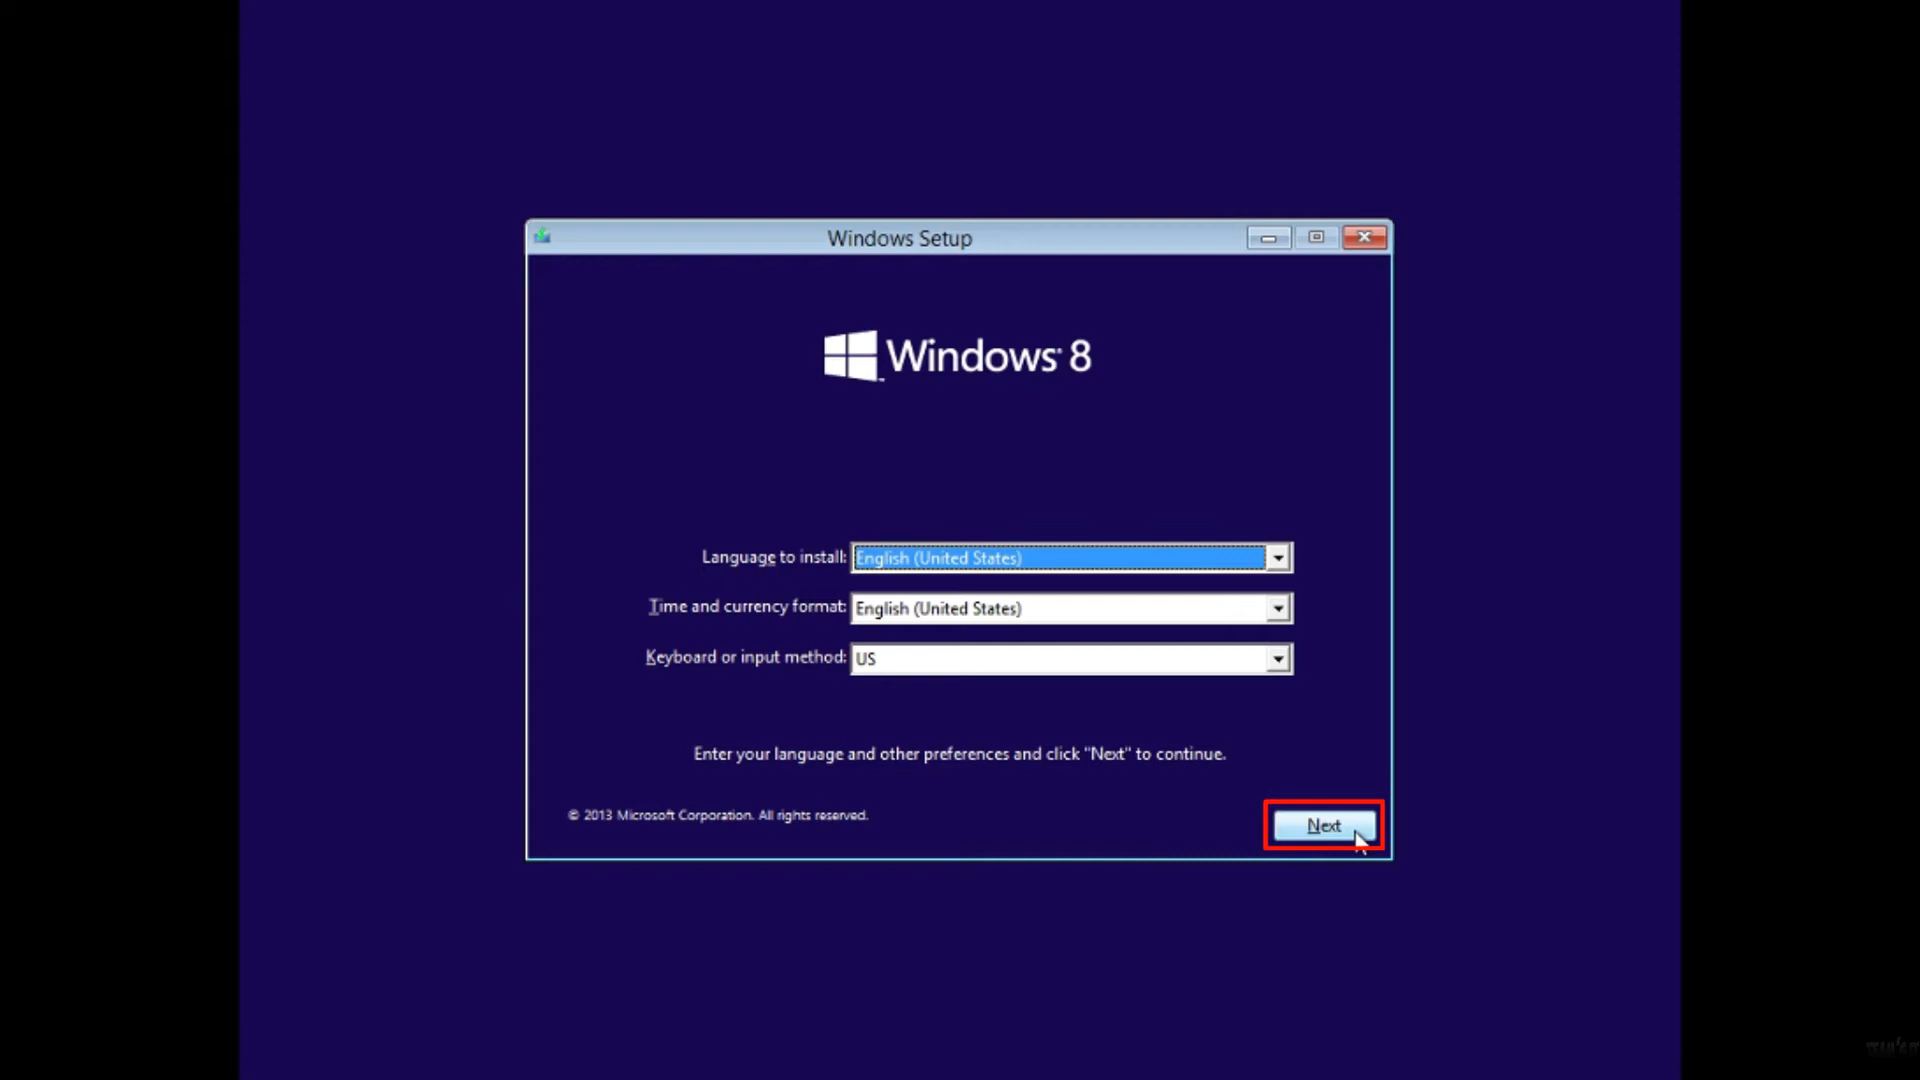 Windows Setup
Windows 8
Language to install: English (United States)
Time and currency format: English (United States)
Keyboard or input method: US
Enter your language and other preferences and click "Next" to continue.
© 2013 Microsoft Corporation. All rights reserved.
Next